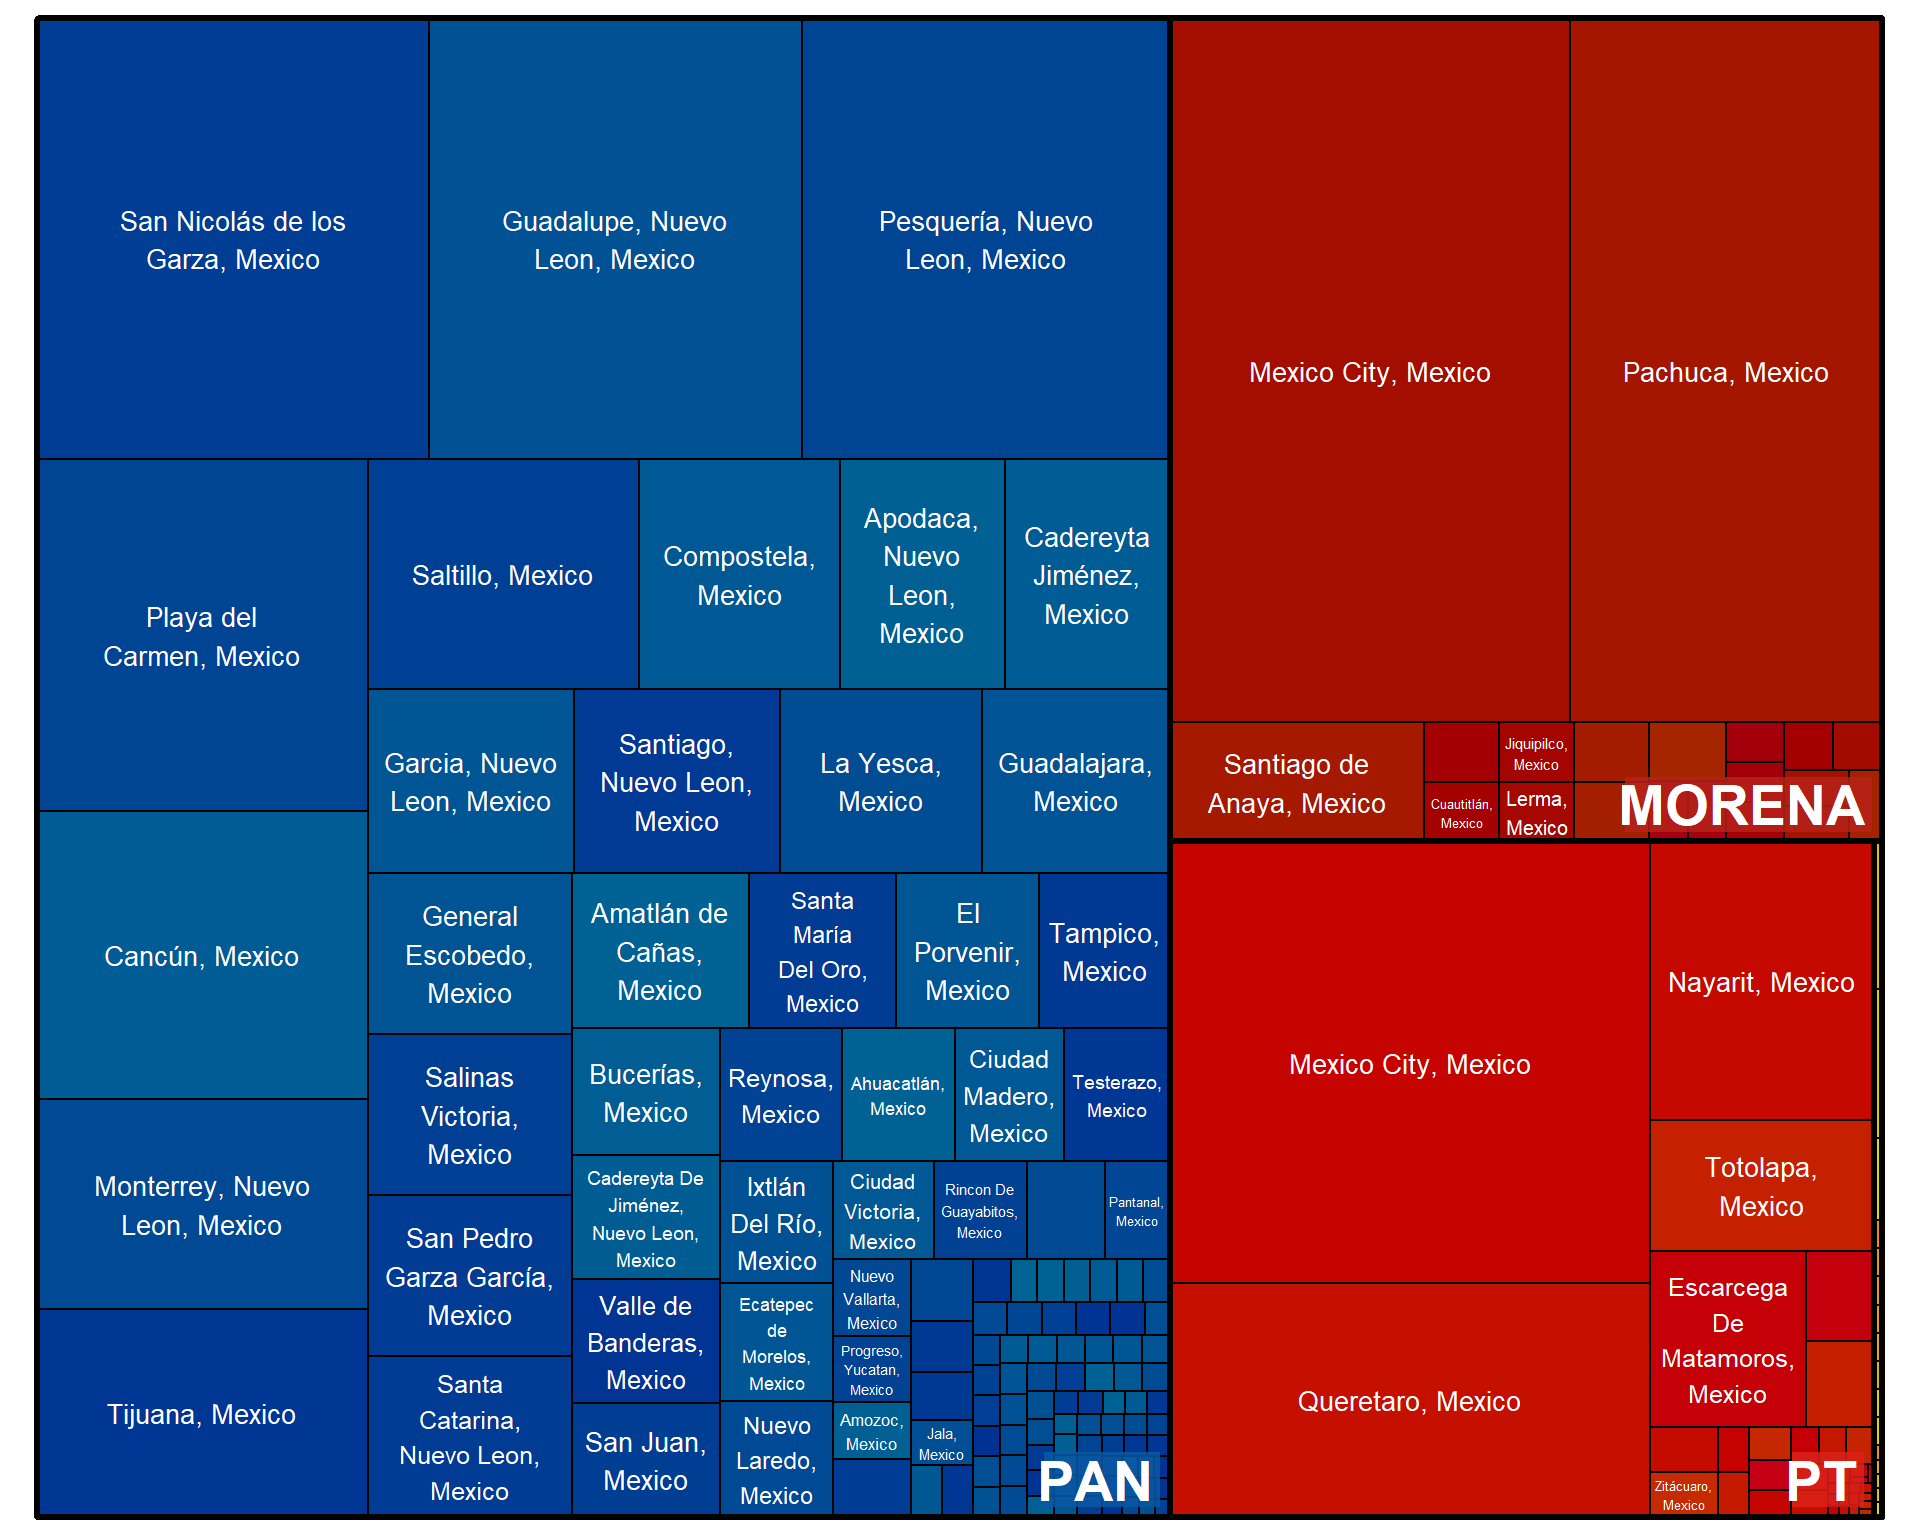 San Nicolás de los
Garza, Mexico
Guadalupe, Nuevo
Leon, Mexico
Pesquería, Nuevo
Leon, Mexico
Playa del
Carmen, Mexico
Saltillo, Mexico
Compostela,
Mexico
Apodaca,
Nuevo
Leon,
Mexico
Cadereyta
Jiménez,
Mexico
Garcia, Nuevo
Leon, Mexico
Santiago,
Nuevo Leon,
Mexico
La Yesca,
Mexico
Guadalajara,
Mexico
Cancún, Mexico
General
Escobedo,
Mexico
Amatlán de
Cañas,
Mexico
Santa
María
Del Oro,
Mexico
El
Porvenir,
Mexico
Tampico,
Mexico
Salinas
Victoria,
Mexico
Bucerías,
Mexico
Reynosa,
Mexico
Ahuacatlán,
Mexico
Ciudad
Madero,
Mexico
Testerazo,
Mexico
Monterrey, Nuevo
Leon, Mexico
Cadereyta De
Jiménez,
Nuevo Leon,
Mexico
Ixtlán
Del Río,
Mexico
Ciudad
Victoria,
Mexico
Rincon De
Guayabitos,
Mexico
Pantanal,
Mexico
San Pedro
Garza García,
Mexico
Valle de
Banderas,
Mexico
Ecatepec
de
Morelos,
Mexico
Nuevo
Vallarta,
Mexico
Progreso,
Yucatan,
Mexico
Tijuana, Mexico
Santa
Catarina,
Nuevo Leon,
Mexico
San Juan,
Mexico
Nuevo
Laredo,
Mexico
Amozoc,
Mexico
Jala,
Mexico
PAN
Mexico City, Mexico
Pachuca, Mexico
Santiago de
Anaya, Mexico
Jiquipilco,
Mexico
Cuautitlán,
Mexico
Lerma,
Mexico
MORENA
Mexico City, Mexico
Nayarit, Mexico
Totolapa,
Mexico
Escarcega
De
Matamoros,
Mexico
Queretaro, Mexico
Zitácuaro,
Mexico
PT